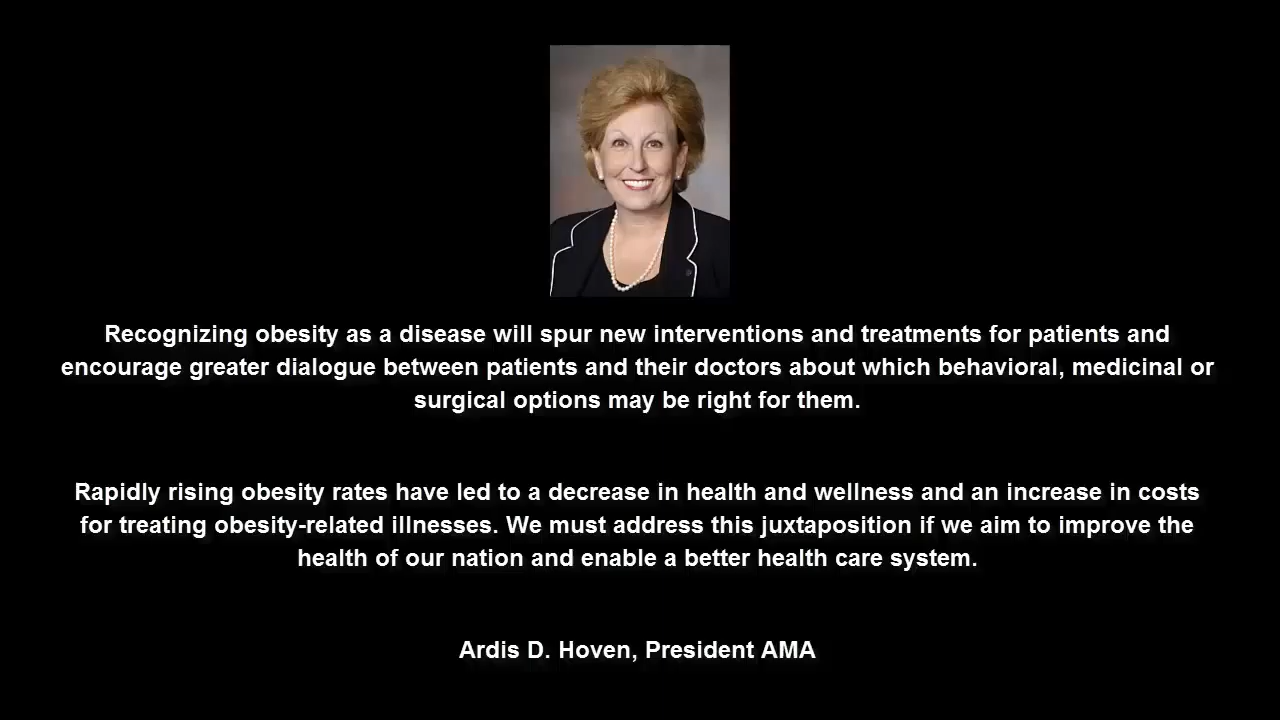 Recognizing obesity as a disease will spur new interventions and treatments for patients and
encourage greater dialogue between patients and their doctors about which behavioral, medicinal or
surgical options may be right for them.
Rapidly rising obesity rates have led to a decrease in health and wellness and an increase in costs
for treating obesity-related illnesses. We must address this juxtaposition if we aim to improve the
health of our nation and enable a better health care system.
Ardis D. Hoven, President AMA